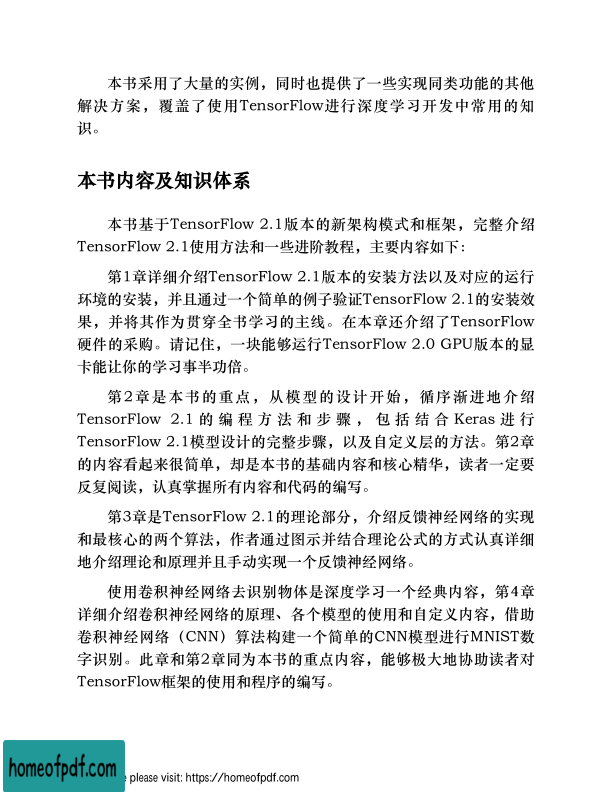 本书采用了大量的实例，同时也提供了一些实现同类功能的其他
解决方案，覆盖了使用TensorFlow进行深度学习开发中常用的知
识。
本书内容及知识体系
本书基于TensorFlow 2.1版本的新架构模式和框架，完整介绍
TensorFlow 2.1使用方法和一些进阶教程，主要内容如下：
第1章详细介绍TensorFlow 2.1版本的安装方法以及对应的运行
环境的安装，并且通过一个简单的例子验证TensorFlow 2.1的安装效
果，并将其作为贯穿全书学习的主线。在本章还介绍了TensorFlow
硬件的采购。请记住，一块能够运行TensorFlow 2.0 GPU版本的显
卡能让你的学习事半功倍。
第2章是本书的重点，从模型的设计开始，循序渐进地介绍
TensorFlow 2.1的编程方法和步骤，包括结合Keras进行
TensorFlow 2.1模型设计的完整步骤，以及自定义层的方法。第2章
的内容看起来很简单，却是本书的基础内容和核心精华，读者一定要
反复阅读，认真掌握所有内容和代码的编写。
第3章是TensorFlow 2.1的理论部分，介绍反馈神经网络的实现
和最核心的两个算法，作者通过图示并结合理论公式的方式认真详细
地介绍理论和原理并且手动实现一个反馈神经网络。
使用卷积神经网络去识别物体是深度学习一个经典内容，第4章
详细介绍卷积神经网络的原理、各个模型的使用和自定义内容，借助
卷积神经网络（CNN）算法构建一个简单的CNN模型进行MNIST数
字识别。此章和第2章同为本书的重点内容，能够极大地协助读者对
TensorFlow框架的使用和程序的编写。
homeofpdf.com
e please visit: https://homeofpdf.com